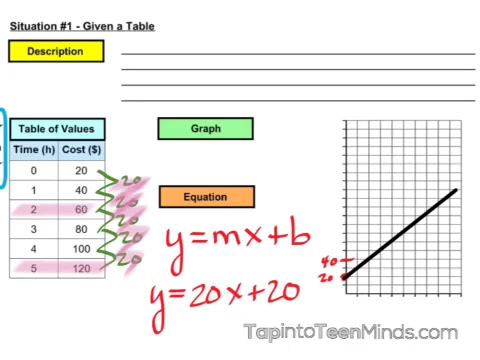 Situation #1 - Given a Table
Description
Table of Values
Time (h) Cost ($)
0 20
1 40
2 60
3 80
4 100
5 120
20
20
20
20
20
Graph
Equation
y=mx+b
y=20x+20
40
20
TapintoTeenMinds.com